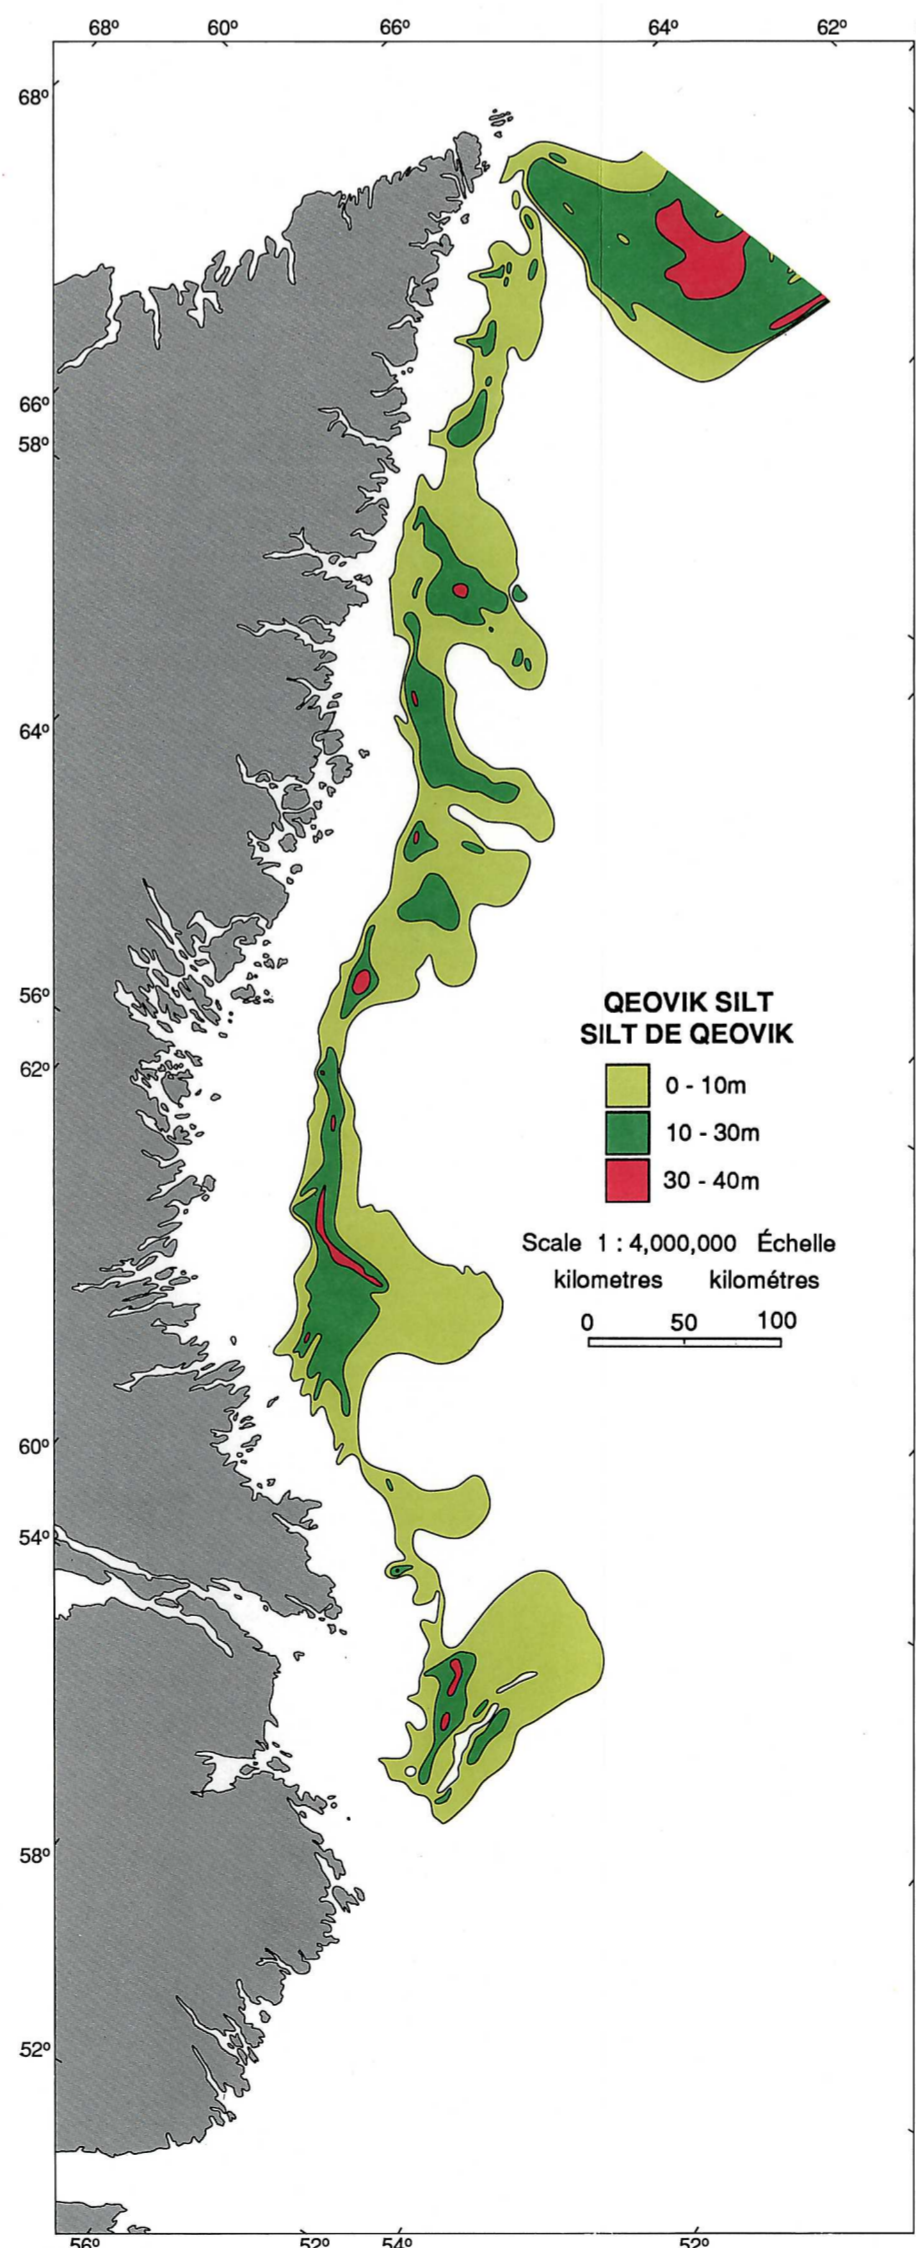 68º 60º 66º 64º 62º
68º
66º
58º
64º
56º
QEOVIK SILT
SILT DE QEOVIK
62º
0 - 10m
10 - 30m
30 - 40m
Scale 1 : 4,000,000 Échelle
kilometres kilométres
0 50 100
60º
54º
58º
52º
56º 52º 54º 52º